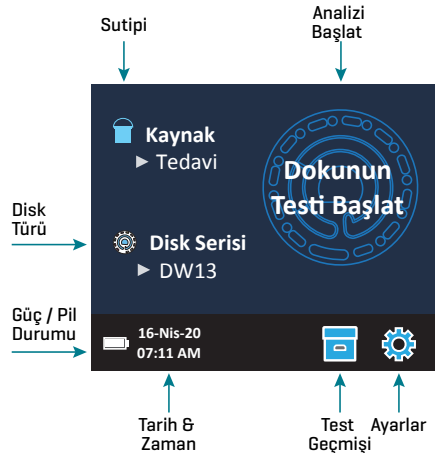 Sutipi
Analizi
Başlat
Kaynak
► Tedavi
Dokunun
Testi Başlat
Disk
Türü
Disk Serisi
► DW13
Güç / Pil
Durumu
16-Nis-20
07:11 AM
Tarih &
Zaman
Test
Geçmişi
Ayarlar